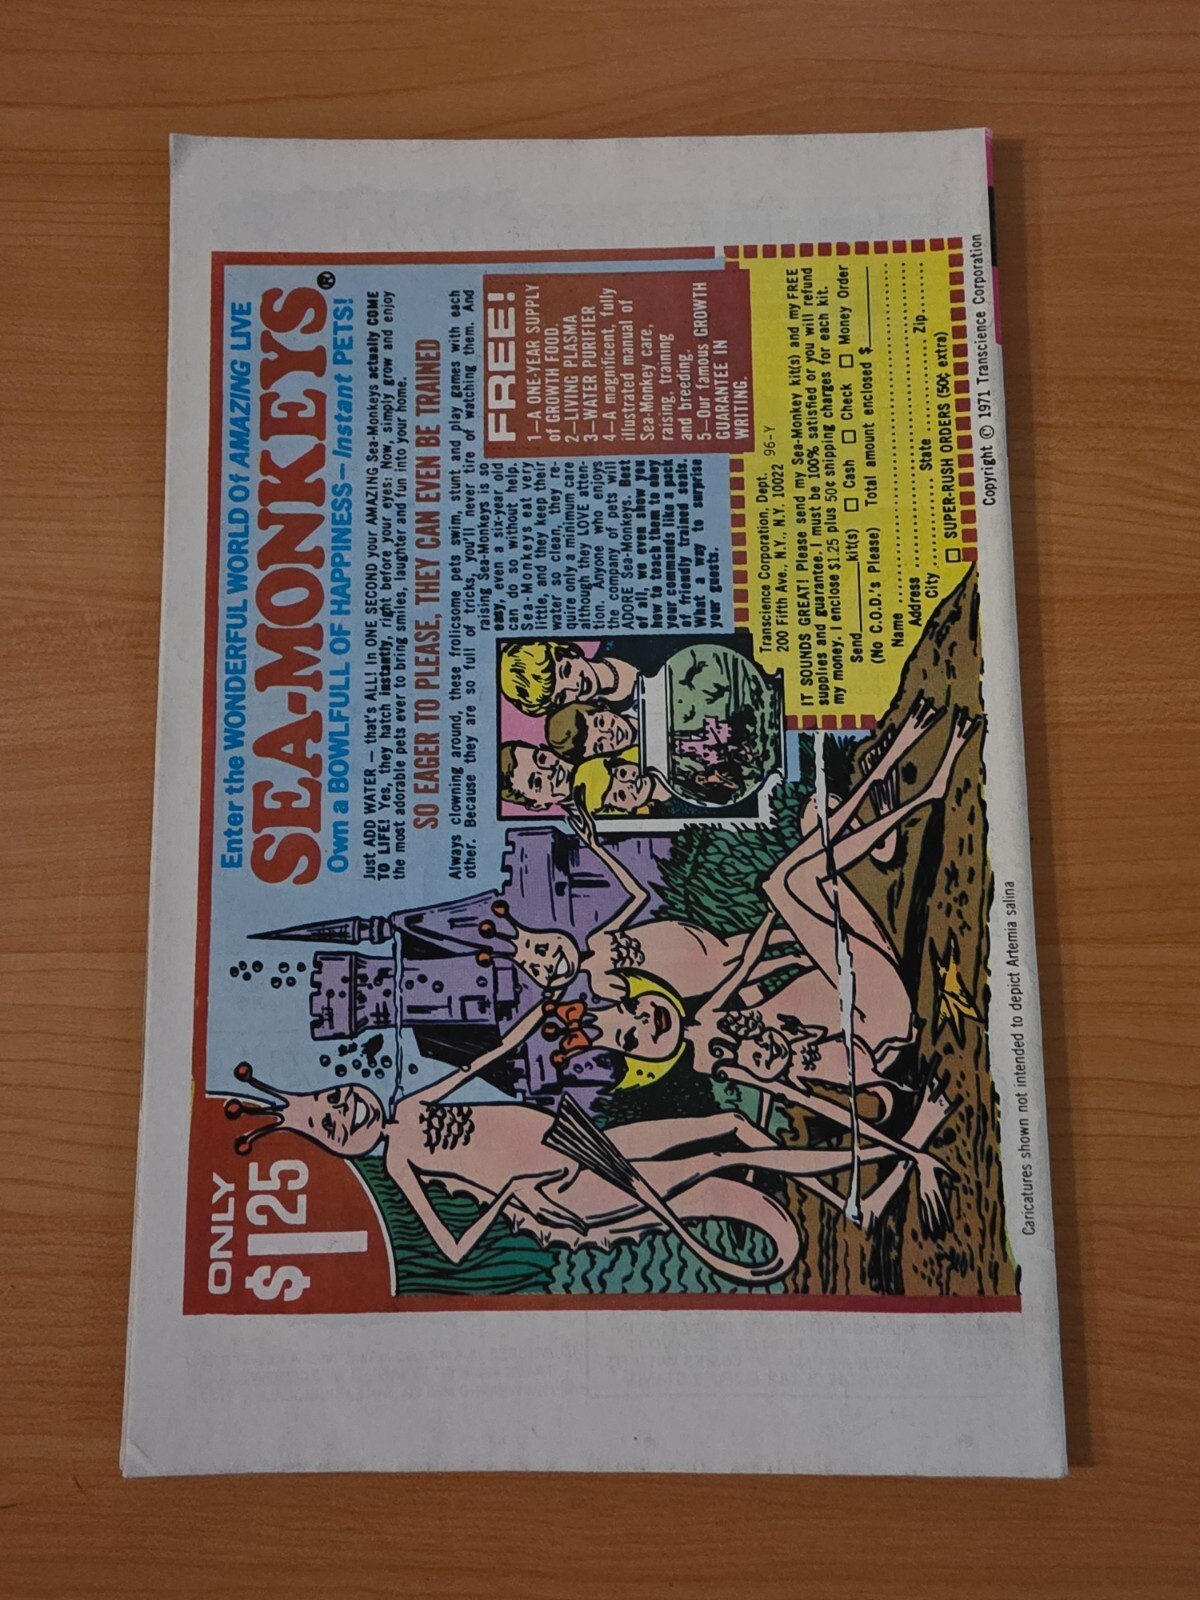 ONLY
$1.25
Enter the WONDERFUL WORLD Of AMAZING LIVE
SEA-MONKEYS®
Own a BOWLFULL OF HAPPINESS—Instant PETS!
Just ADD WATER — that's ALL! In ONE SECOND your AMAZING Sea-Monkeys actually COME
TO LIFE! Yes, they hatch instantly, right before your eyes: Now, simply grow and enjoy
the most adorable pets ever to bring smiles, laughter and fun into your home.
SO EAGER TO PLEASE, THEY CAN EVEN BE TRAINED
Always clowning around, these frolicsome pets swim, stunt and play games with each
other. Because they are so full of tricks, you'll never tire of watching them. And
raising Sea-Monkeys is so
easy, even a six-year old
can do so without help.
Sea-Monkeys eat very
little, and they keep their
water so clean, they re-
quire only a minimum care
although they LOVE atten-
tion. Anyone who enjoys
the company of pets will
ADORE Sea-Monkeys. Best
of all, we even show you
how to teach them to obey
your commands like a pack
of friendly trained seals.
What a way to surprise
your guests.
FREE!
1—A ONE-YEAR SUPPLY
of GROWTH FOOD.
2—LIVING PLASMA
3—WATER PURIFIER
4—A magnificent, fully
illustrated manual of
Sea-Monkey care,
raising, training
and breeding.
5—Our famous GROWTH
GUARANTEE IN
WRITING.
Transcience Corporation, Dept. 96-Y
200 Fifth Ave., N.Y., N.Y. 10022
IT SOUNDS GREAT! Please send my Sea-Monkey kit(s) and my FREE
supplies and guarantee. I must be 100% satisfied or you will refund
my money. I enclose $1.25 plus 50¢ shipping charges for each kit.
Send____kit(s) □ Cash □ Check □ Money Order
(No C.O.D.'s Please) Total amount enclosed $______
Name
Address
City State Zip
□ SUPER-RUSH ORDERS (50¢ extra)
Copyright © 1971 Transcience Corporation
Caricatures shown not intended to depict Artemia salina